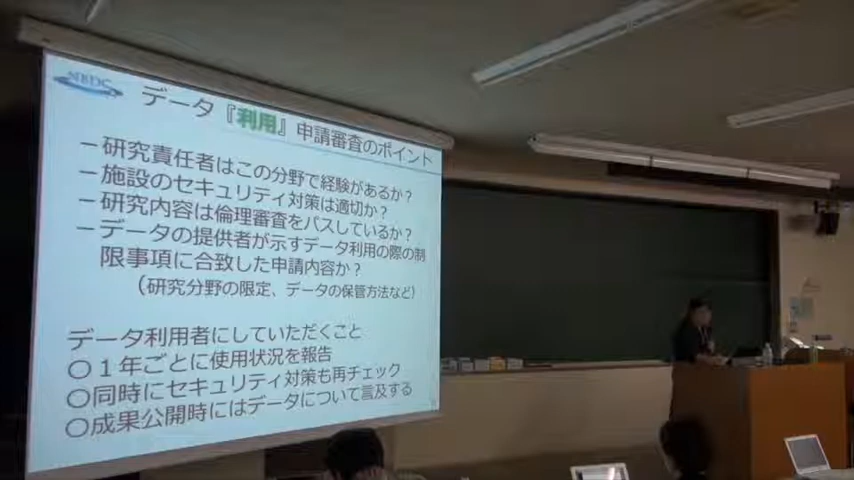 NBDC
データ『利用』申請審査のポイント
－研究責任者はこの分野で経験があるか？
－施設のセキュリティ対策は適切か？
－研究内容は倫理審査をパスしているか？
－データの提供者が示すデータ利用の際の制
限事項に合致した申請内容か？
（研究分野の限定、データの保管方法など）
データ利用者にしていただくこと
○１年ごとに使用状況を報告
○同時にセキュリティ対策も再チェック
○成果公開時にはデータについて言及する